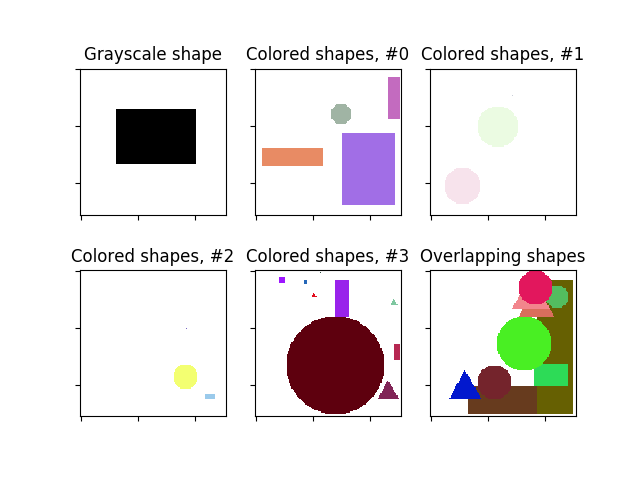 Grayscale shape
Colored shapes, #0
Colored shapes, #1
Colored shapes, #2
Colored shapes, #3
Overlapping shapes